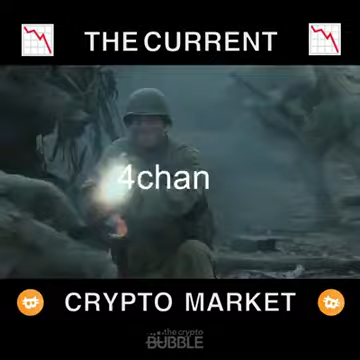 THE CURRENT
4chan
CRYPTO MARKET
the crypto
BUBBLE